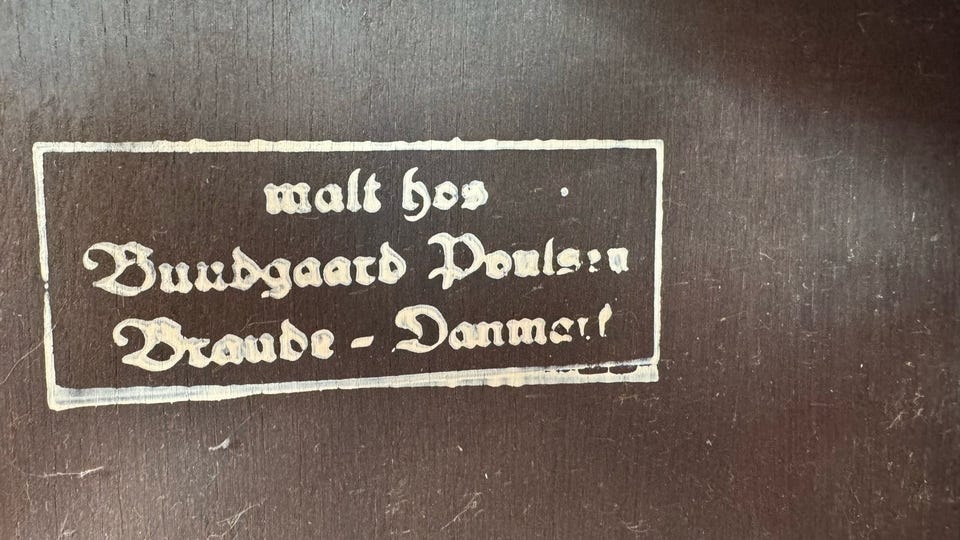 malt hos
Bundgaard Poulsen
Brande - Danmark